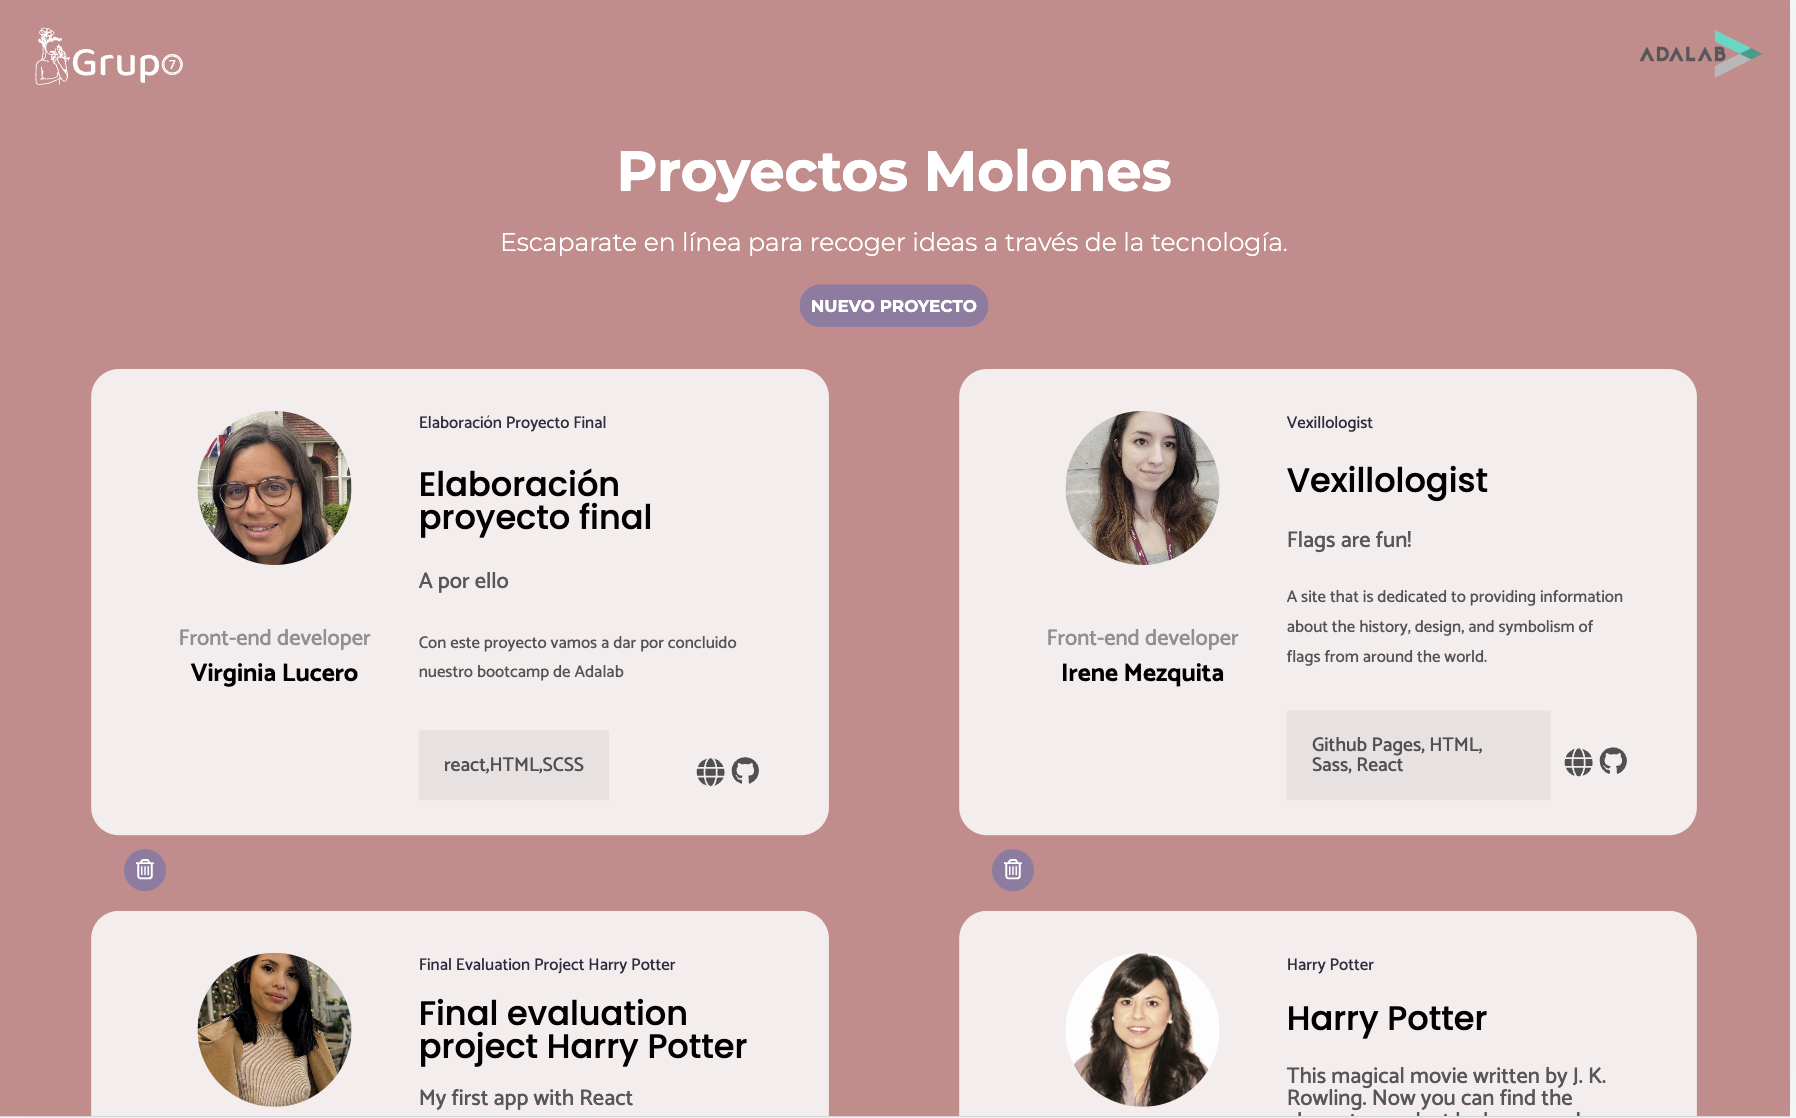 Grupo 7
ADALAB
Proyectos Molones
Escaparate en línea para recoger ideas a través de la tecnología.
NUEVO PROYECTO
Elaboración Proyecto Final
Elaboración
proyecto final
A por ello
Con este proyecto vamos a dar por concluido
nuestro bootcamp de Adalab
Front-end developer
Virginia Lucero
react,HTML,SCSS
Vexillologist
Vexillologist
Flags are fun!
A site that is dedicated to providing information
about the history, design, and symbolism of
flags from around the world.
Front-end developer
Irene Mezquita
Github Pages, HTML,
Sass, React
Final Evaluation Project Harry Potter
Final evaluation
project Harry Potter
My first app with React
Harry Potter
Harry Potter
This magical movie written by J. K.
Rowling. Now you can find the